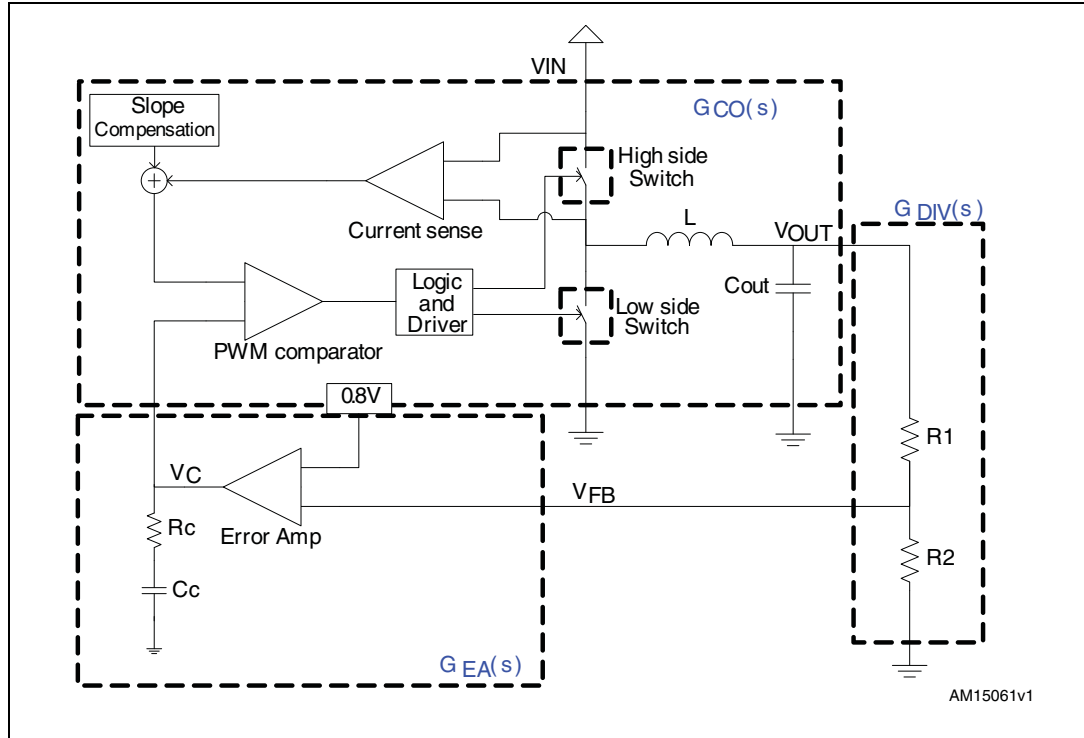 VIN
GCO(s)
Slope
Compensation
+
High side
Switch
Current sense
GDIV(s)
L
VOUT
Cout
Logic
and
Driver
Low side
Switch
PWM comparator
0.8V
R1
VC
VFB
Rc
Error Amp
R2
Cc
GEA(s)
AM15061v1